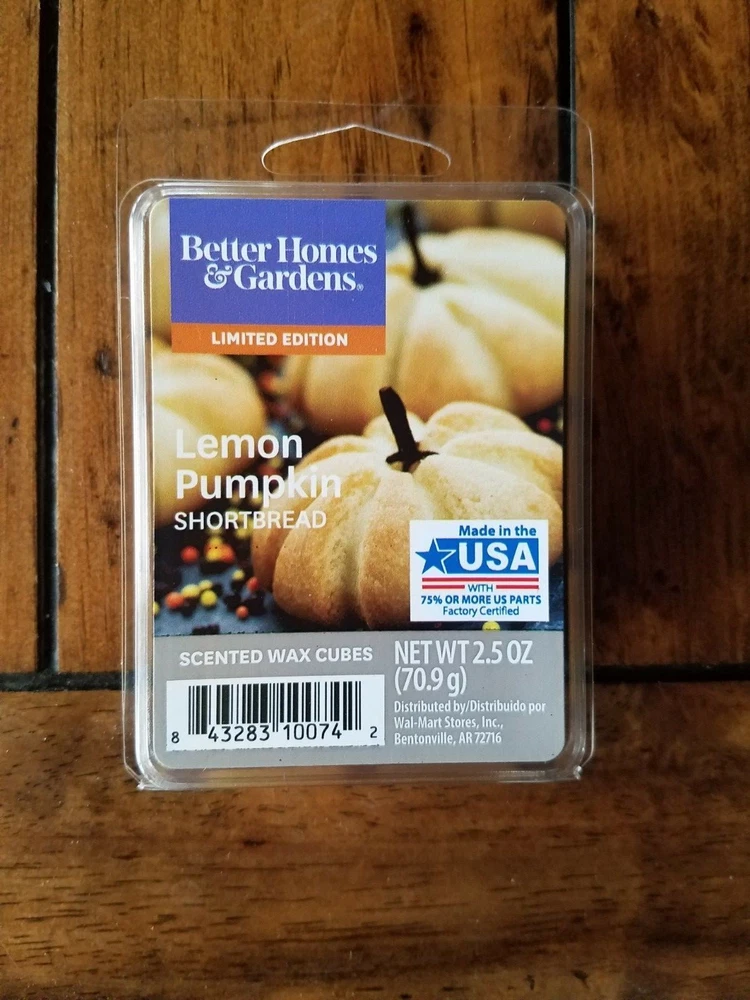 Better Homes
& Gardens®
LIMITED EDITION
Lemon
Pumpkin
SHORTBREAD
Made in the
USA
WITH
75% OR MORE US PARTS
Factory Certified
SCENTED WAX CUBES
NET WT 2.5 OZ
(70.9 g)
Distributed by/Distribuido por
Wal-Mart Stores, Inc.,
Bentonville, AR 72716
8 43283 10074 2